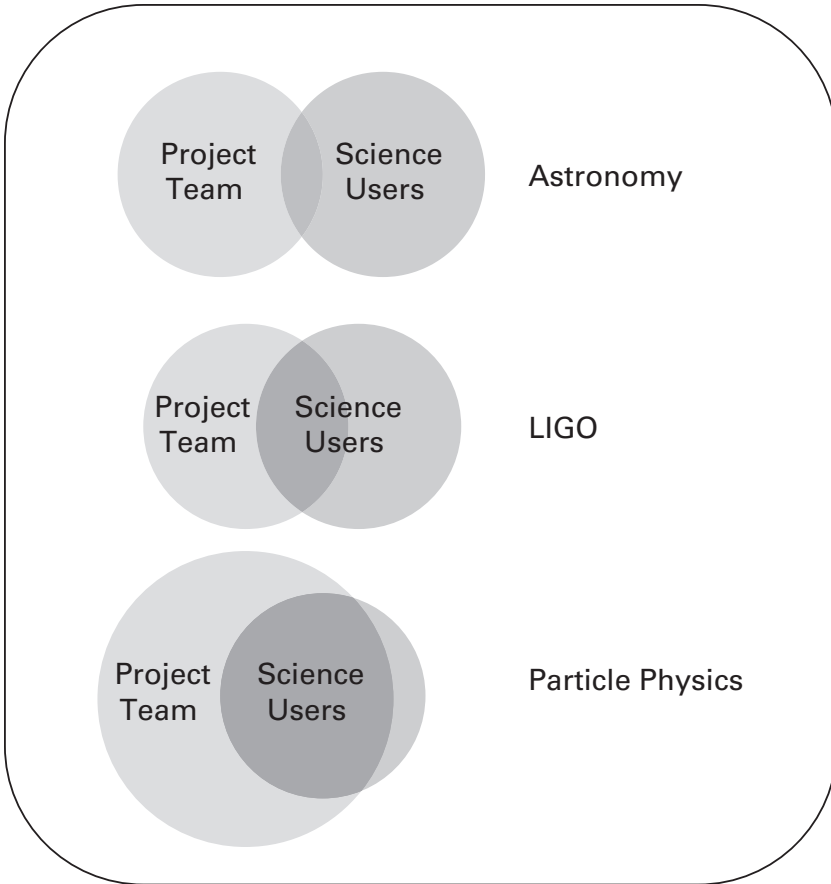 Project
Team
Science
Users
Astronomy
Project
Team
Science
Users
LIGO
Project
Team
Science
Users
Particle Physics